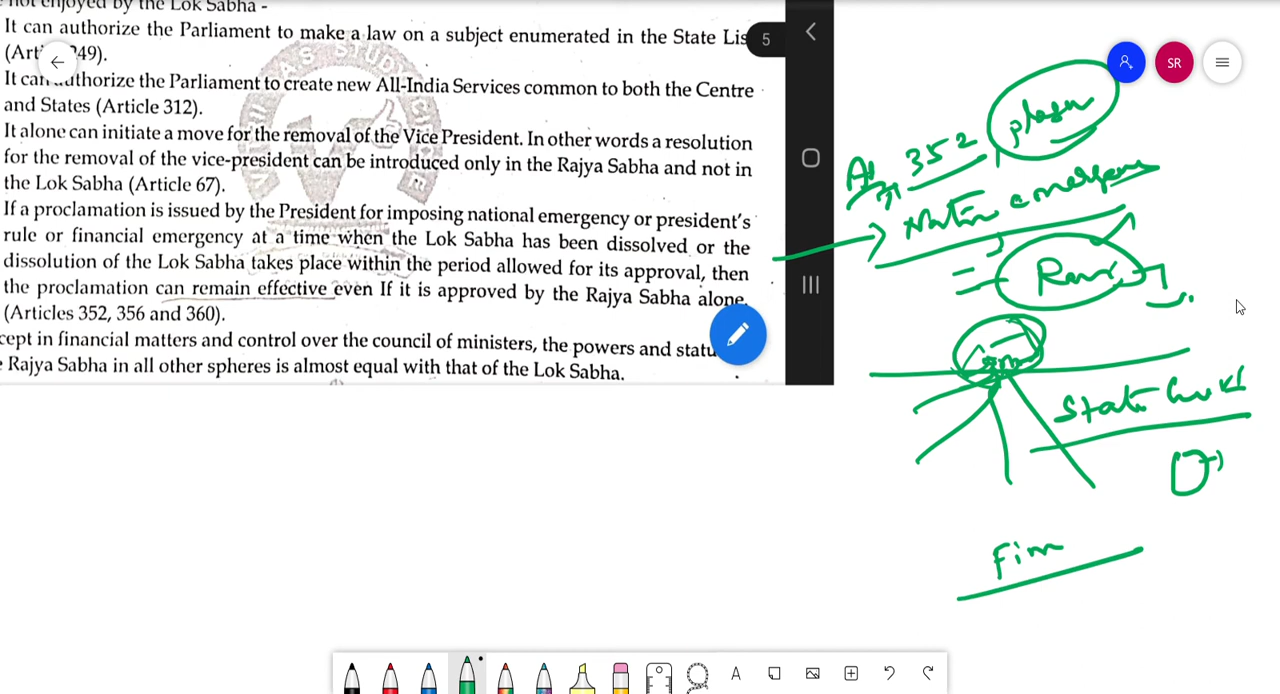 not enjoyed by the Lok Sabha -
It can authorize the Parliament to make a law on a subject enumerated in the State Lis
(Art 249).
It can authorize the Parliament to create new All-India Services common to both the Centre
and States (Article 312).
It alone can initiate a move for the removal of the Vice President. In other words a resolution
for the removal of the vice-president can be introduced only in the Rajya Sabha and not in
the Lok Sabha (Article 67).
If a proclamation is issued by the President for imposing national emergency or president's
rule or financial emergency at a time when the Lok Sabha has been dissolved or the
dissolution of the Lok Sabha takes place within the period allowed for its approval, then
the proclamation can remain effective even If it is approved by the Rajya Sabha alone.
(Articles 352, 356 and 360).
cept in financial matters and control over the council of ministers, the powers and statu
Rajya Sabha in all other spheres is almost equal with that of the Lok Sabha.
5
SR
352
State
Fin
A